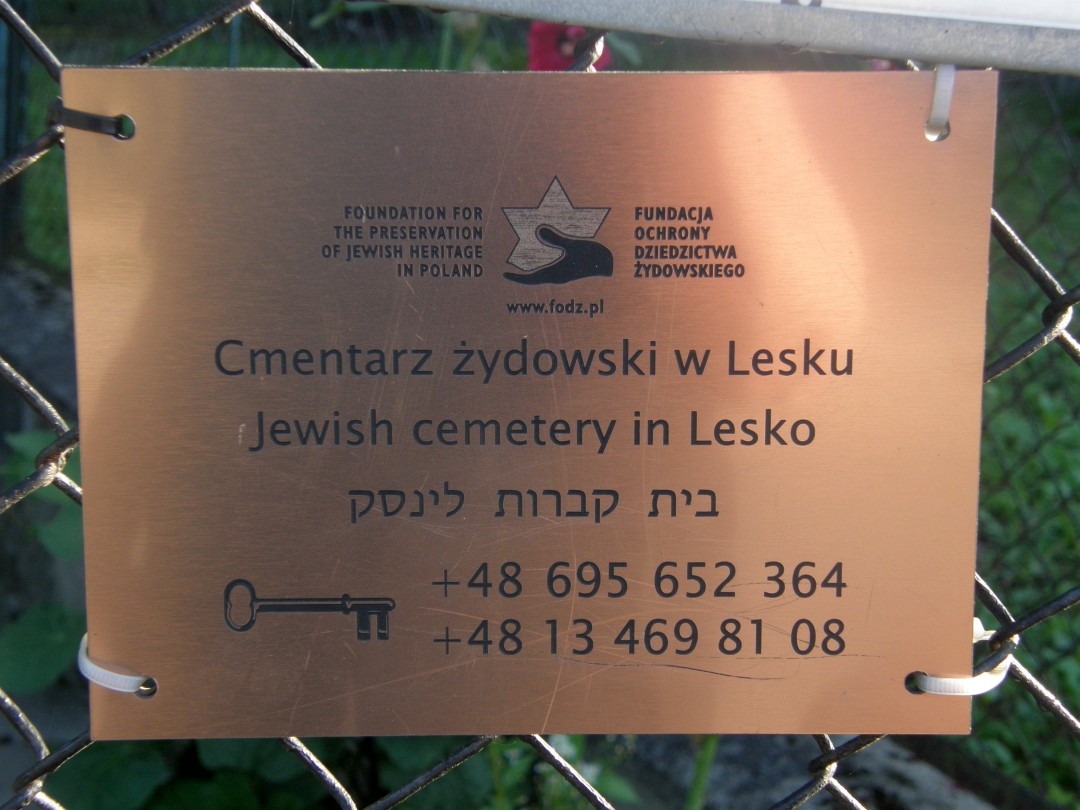 FOUNDATION FOR
THE PRESERVATION
OF JEWISH HERITAGE
IN POLAND
FUNDACJA
OCHRONY
DZIEDZICTWA
ŻYDOWSKIEGO
www.fodz.pl
Cmentarz żydowski w Lesku
Jewish cemetery in Lesko
בית קברות לינסק
+48 695 652 364
+48 13 469 81 08